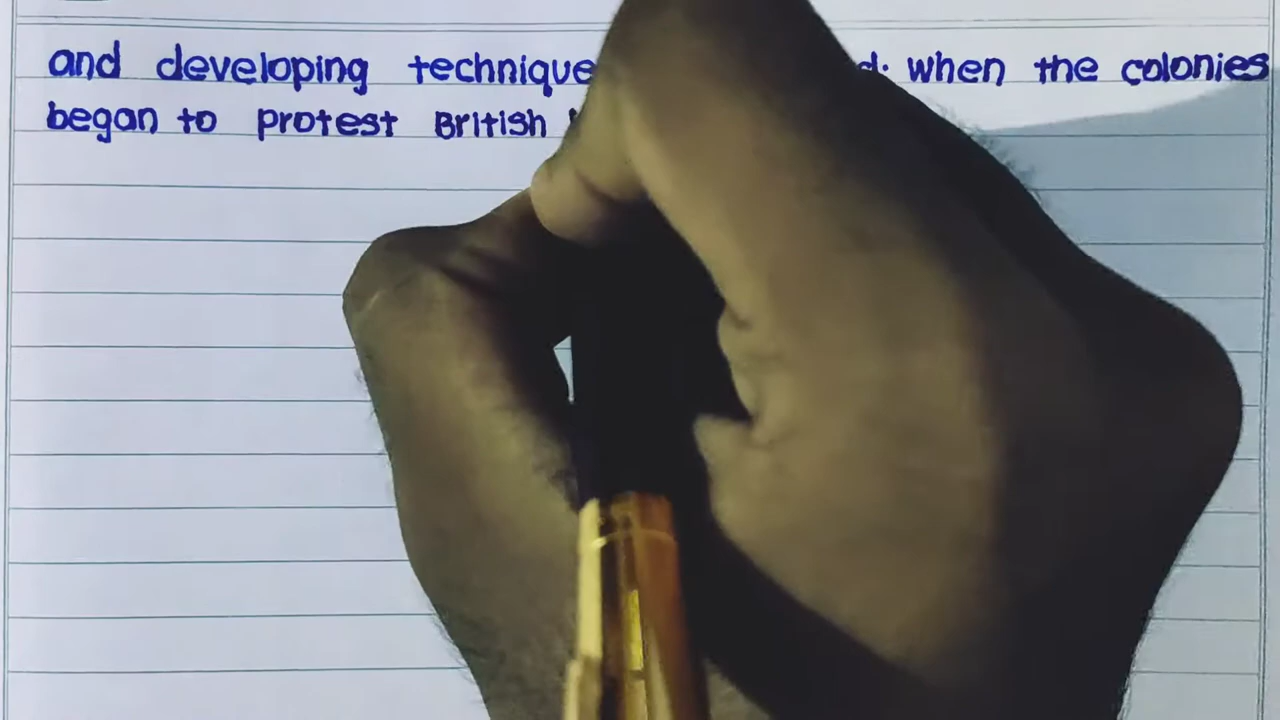 and developing technique when the colonies
began to protest British